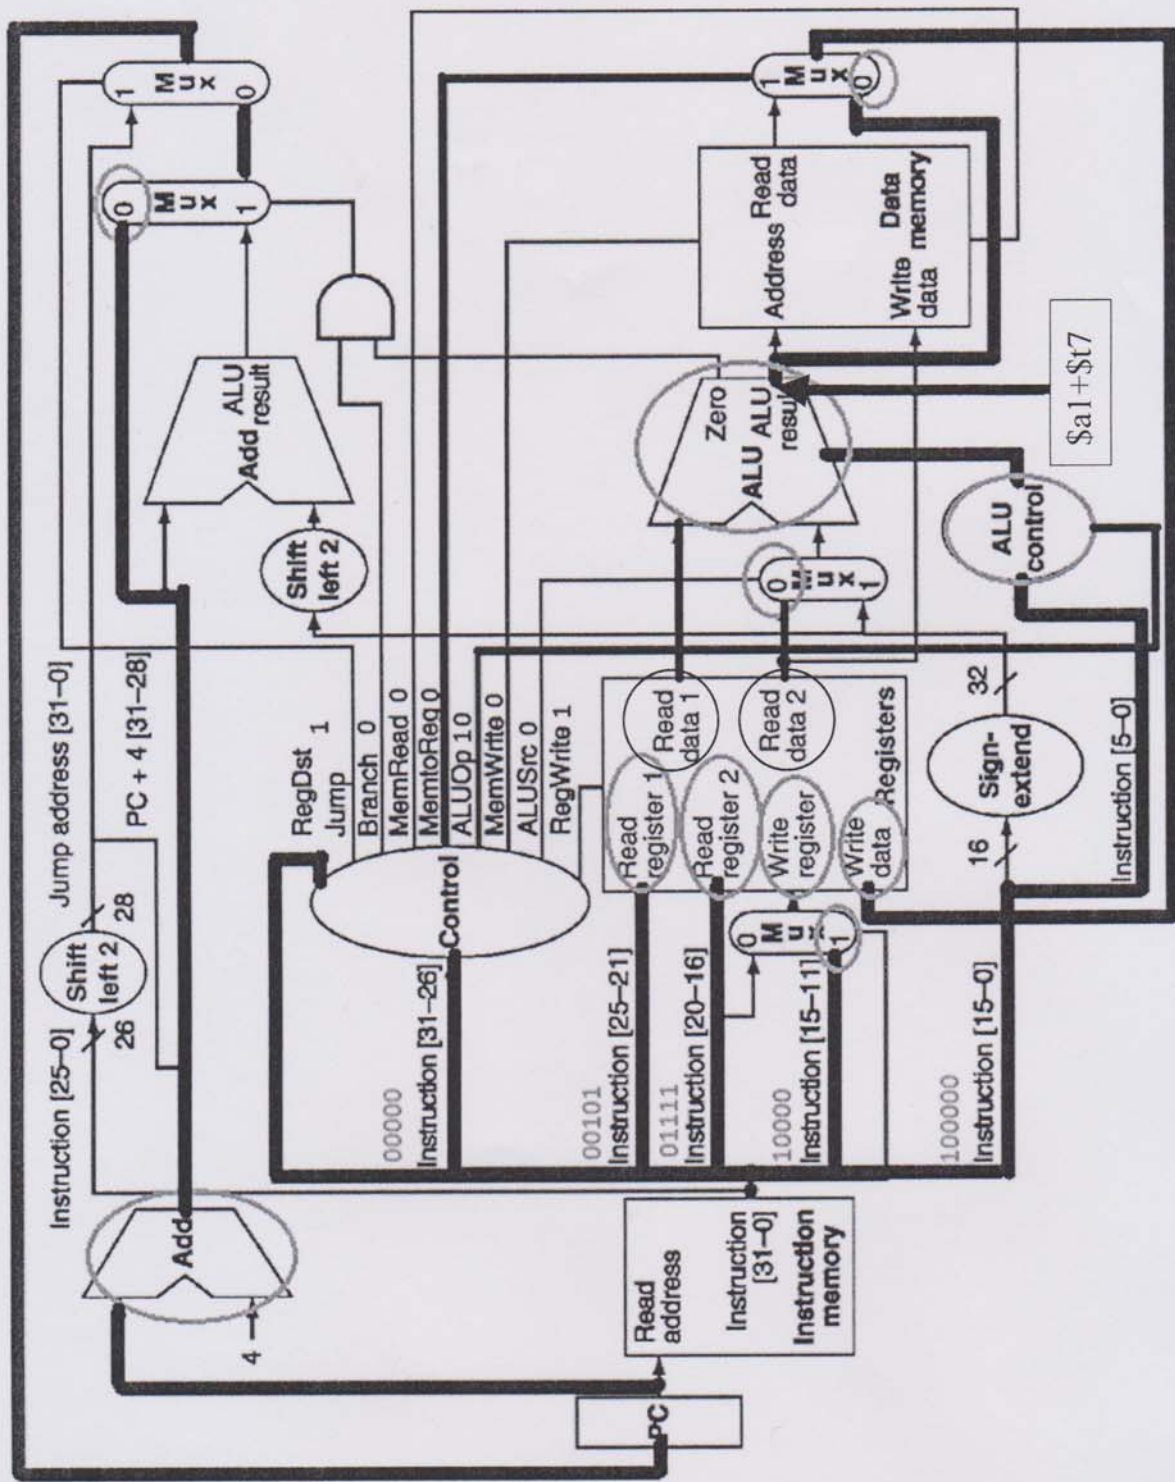 Instruction [25–0]
Shift
left 2
Jump address [31–0]
26
28
PC + 4 [31–28]
Add
4
0
M
u
x
1
1
M
u
x
0
Add
ALU
result
Shift
left 2
RegDst 1
Jump
Branch 0
MemRead 0
MemtoReg 0
ALUOp 1 0
MemWrite 0
ALUSrc 0
RegWrite 1
00000
Instruction [31–26]
Control
PC
Read
address
Instruction
[31–0]
Instruction
memory
00101
Instruction [25–21]
01111
Instruction [20–16]
10000
Instruction [15–11]
0
M
u
x
1
Read
register 1
Read
register 2
Write
register
Write
data
Read
data 1
Read
data 2
Registers
0
M
u
x
1
Zero
ALU
ALU
result
Address
Read
data
Write
data
Data
memory
1
M
u
x
0
100000
Instruction [15–0]
16
Sign-
extend
32
ALU
control
Instruction [5–0]
$a1+$t7